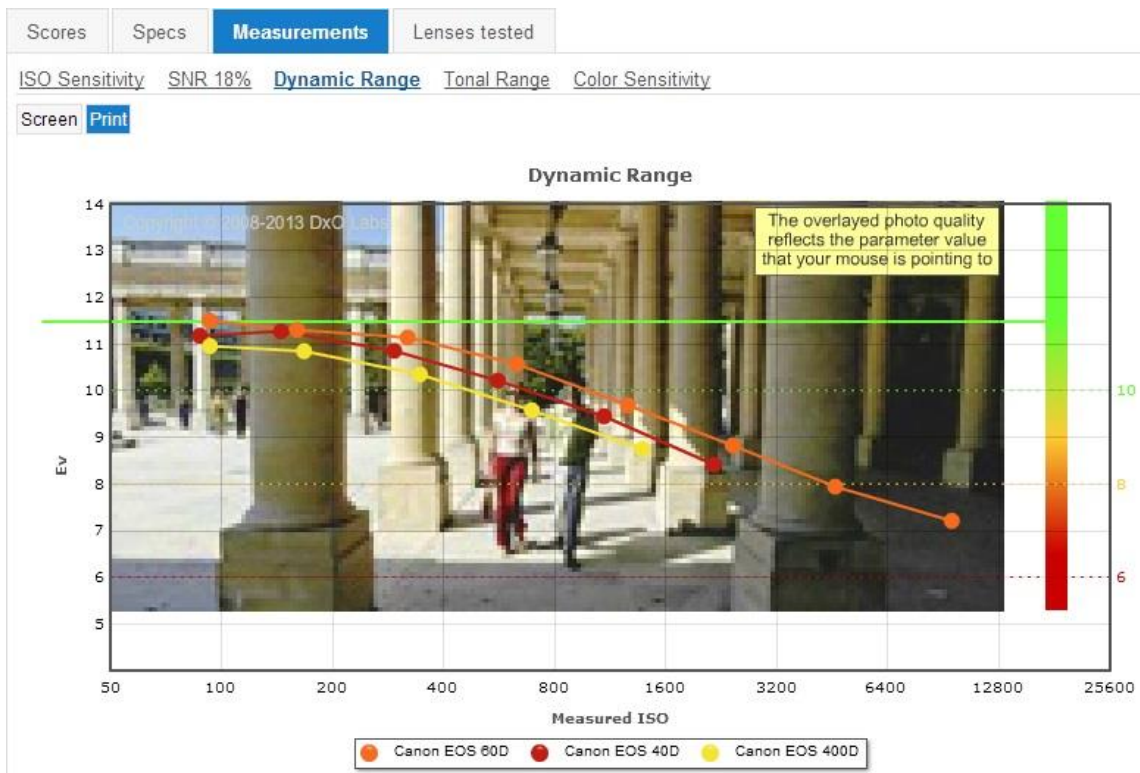 Scores Specs Measurements Lenses tested
ISO Sensitivity SNR 18% Dynamic Range Tonal Range Color Sensitivity
Screen Print
Dynamic Range
Copyright © 2008-2013 DxO Labs
The overlayed photo quality
reflects the parameter value
that your mouse is pointing to
14
13
12
11
10
9
8
7
6
5
Ev
10
8
6
50 100 200 400 800 1600 3200 6400 12800 25600
Measured ISO
Canon EOS 60D Canon EOS 40D Canon EOS 400D